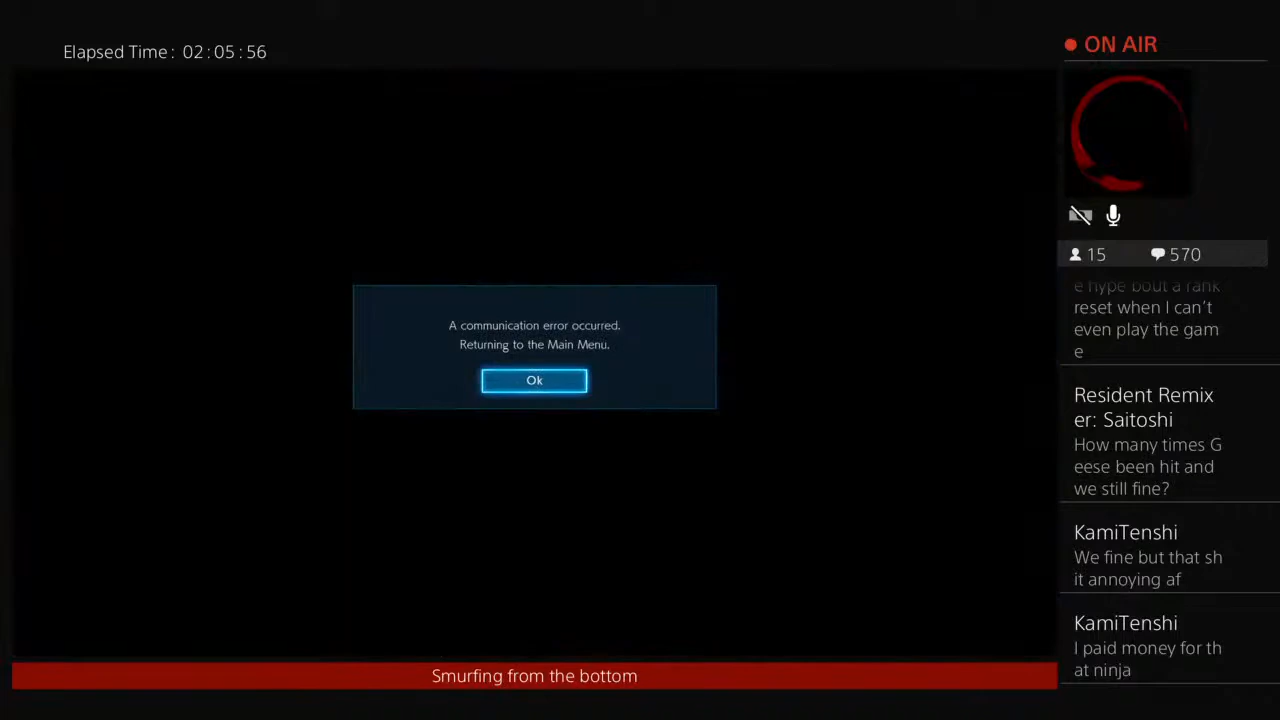 Elapsed Time: 02:05:56
ON AIR
15 570
e hype bout a rank
reset when I can't
even play the gam
e
Resident Remix
er: Saitoshi
How many times G
eese been hit and
we still fine?
KamiTenshi
We fine but that sh
it annoying af
KamiTenshi
I paid money for th
at ninja
A communication error occurred.
Returning to the Main Menu.
Ok
Smurfing from the bottom